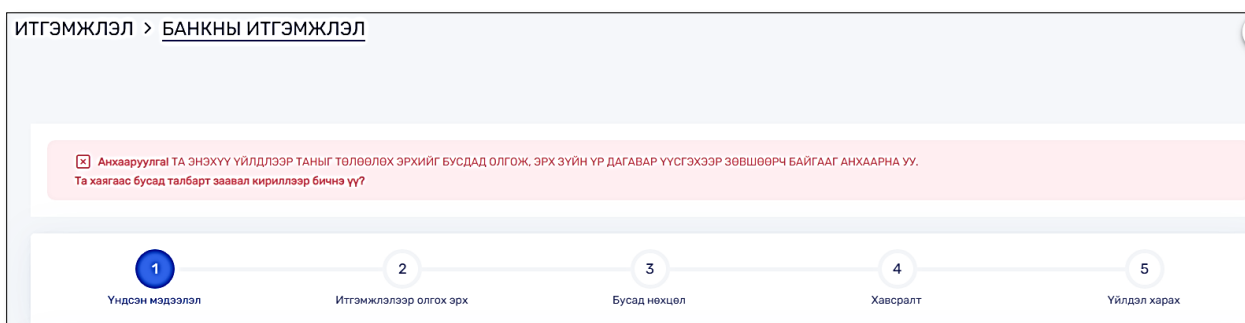 ИТГЭМЖЛЭЛ > БАНКНЫ ИТГЭМЖЛЭЛ
Анхааруулга! ТА ЭНЭХҮҮ ҮЙЛДЛЭЭР ТАНЫГ ТӨЛӨӨЛӨХ ЭРХИЙГ БУСДАД ОЛГОЖ, ЭРХ ЗҮЙН ҮР ДАГАВАР ҮҮСГЭХЭЭР ЗӨВШӨӨРЧ БАЙГААГ АНХААРНА УУ.
Та хаягаас бусад талбарт заавал кириллээр бичнэ үү?
1 2 3 4 5
Үндсэн мэдээлэл Итгэмжлэлээр олгох эрх Бусад нөхцөл Хавсралт Үйлдэл харах